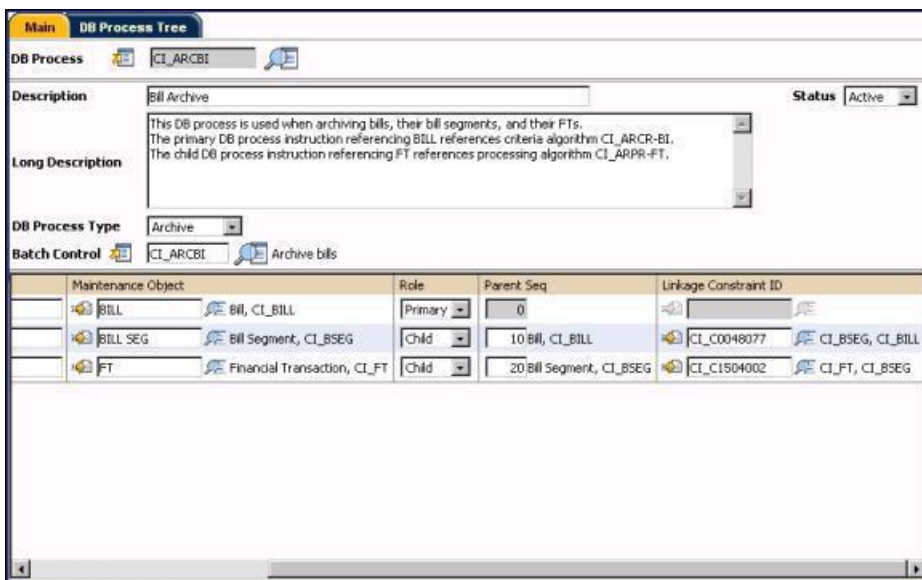 Main DB Process Tree
DB Process CI_ARCBI
Description Bill Archive Status Active
This DB process is used when archiving bills, their bill segments, and their FTs.
The primary DB process instruction referencing BILL references criteria algorithm CI_ARCR-BI.
Long Description The child DB process instruction referencing FT references processing algorithm CI_ARPR-FT.
DB Process Type Archive
Batch Control CI_ARCBI Archive bills
Maintenance Object Role Parent Seq Linkage Constraint ID
BILL Bill, CI_BILL Primary 0
BILL SEG Bill Segment, CI_BSEG Child 10 Bill, CI_BILL CI_C0048077 CI_BSEG, CI_BILL
FT Financial Transaction, CI_FT Child 20 Bill Segment, CI_BSEG CI_C1504002 CI_FT, CI_BSEG